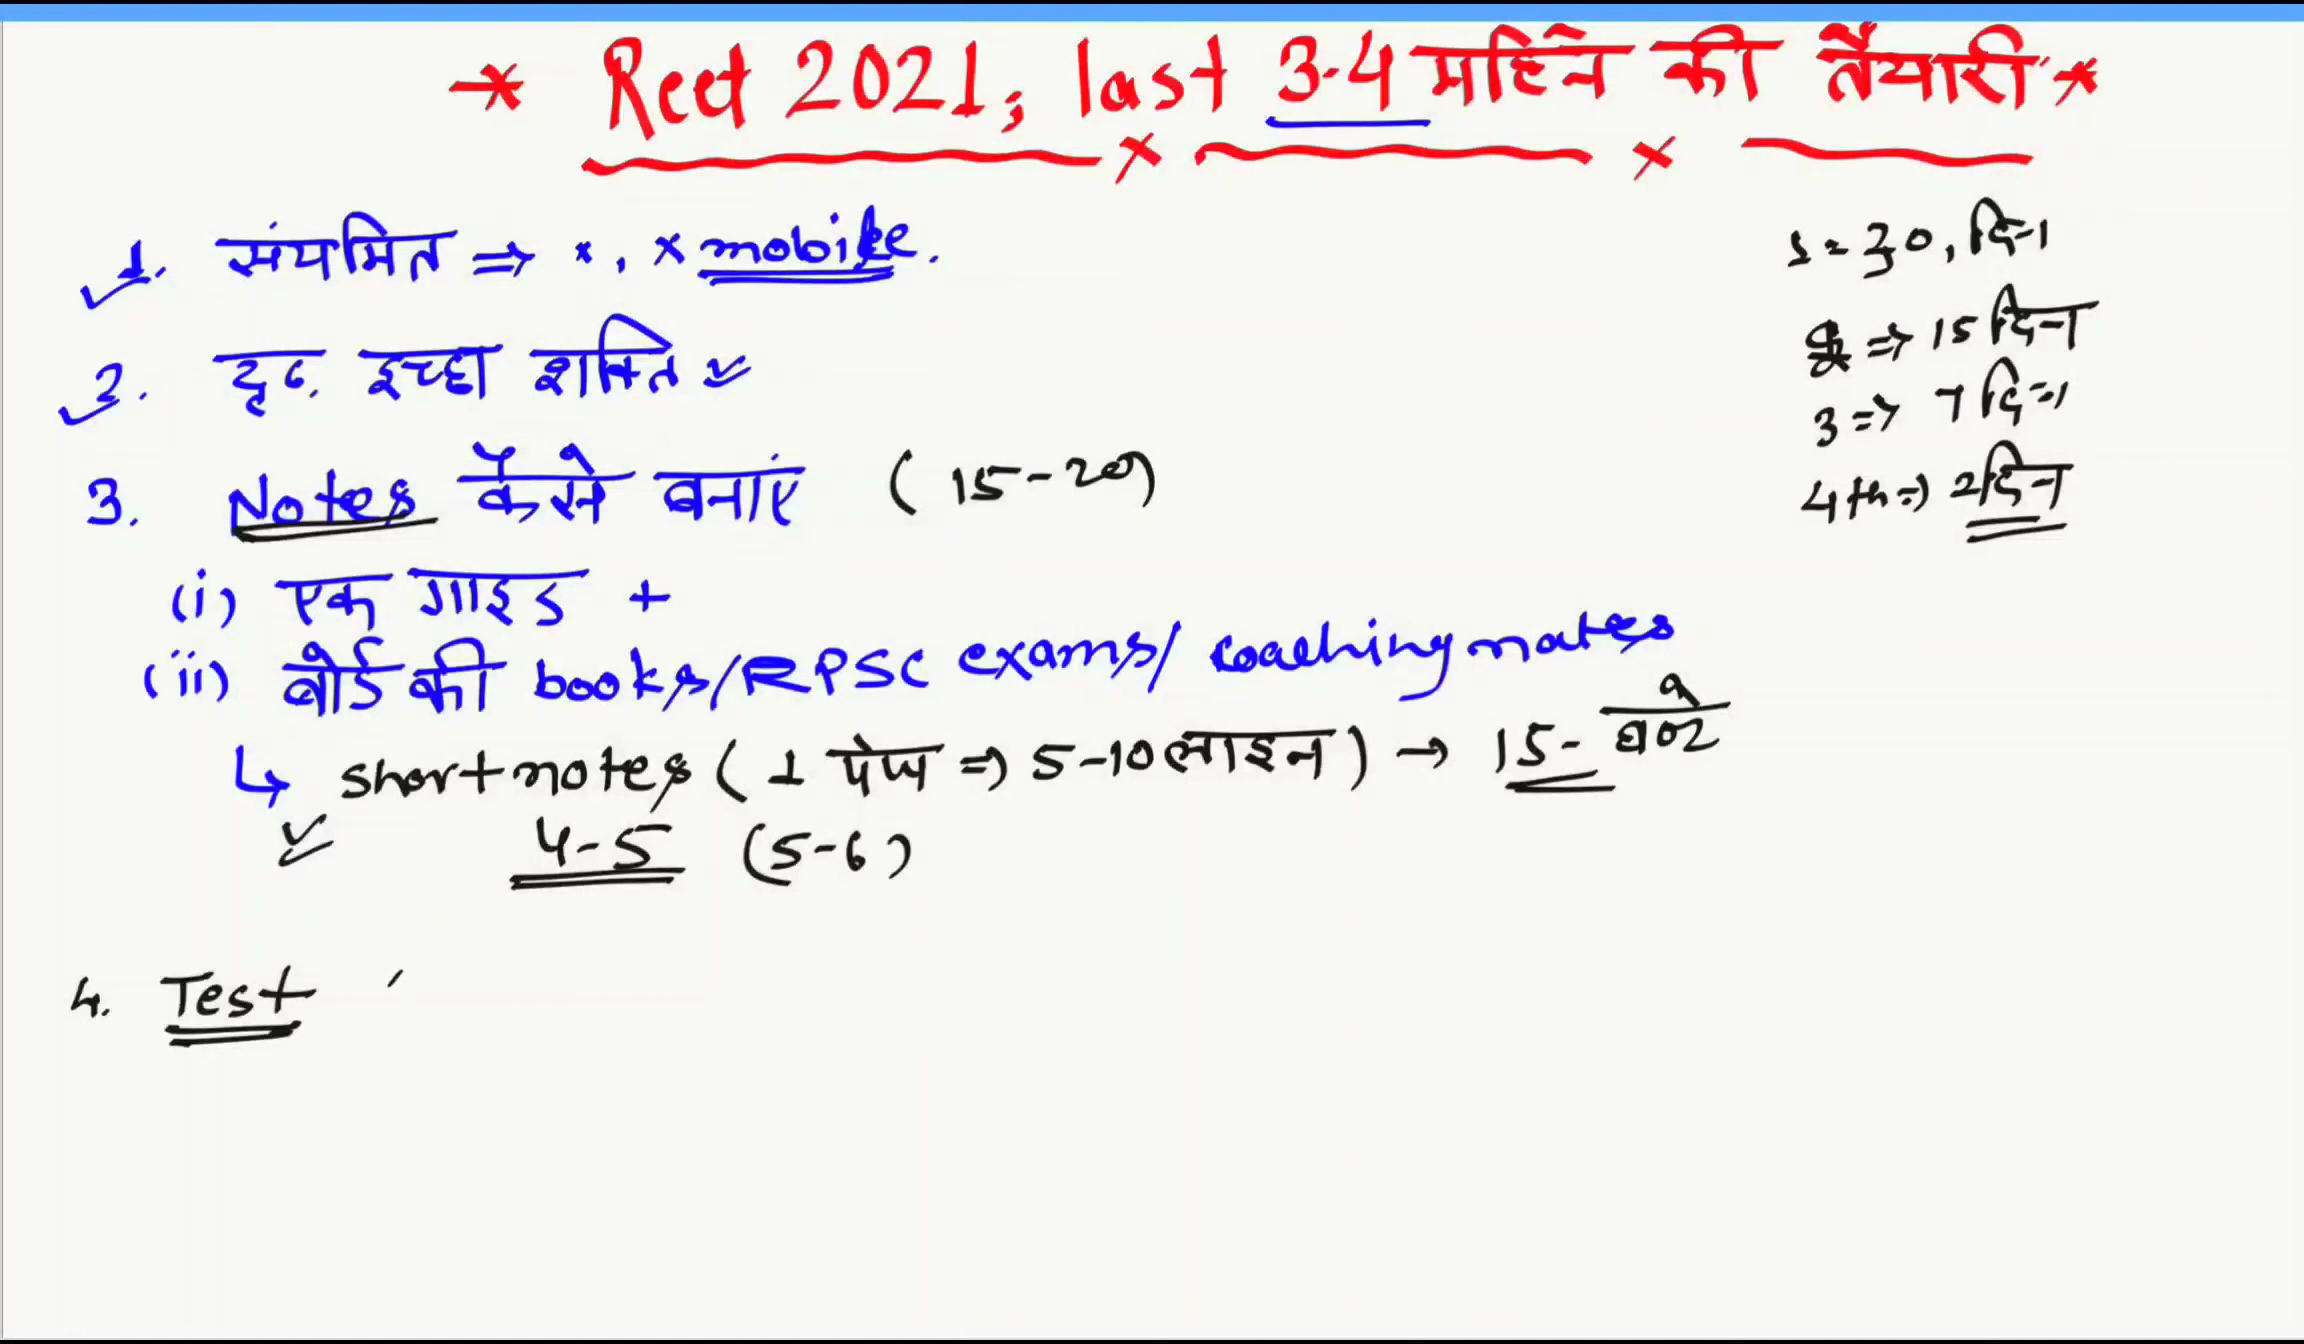 * Reet 2021, last 3-4 महिने की तैयारी *
1. संयमित ⇒ x, x mobile.
2. दृढ. इच्छा शक्ति
3. Notes कैसे बनाएं (15-20)
(i) एक गाइड +
(ii) बोर्ड की books/RPSC exams/ coaching notes
↳ short notes (1 पेज ⇒ 5-10 लाइन) → 15-
4-5 (5-6)
4. Test
1 = 30, दिन
⇒ 15 दिन
3 ⇒ 7 दिन
4th ⇒ 2 दिन